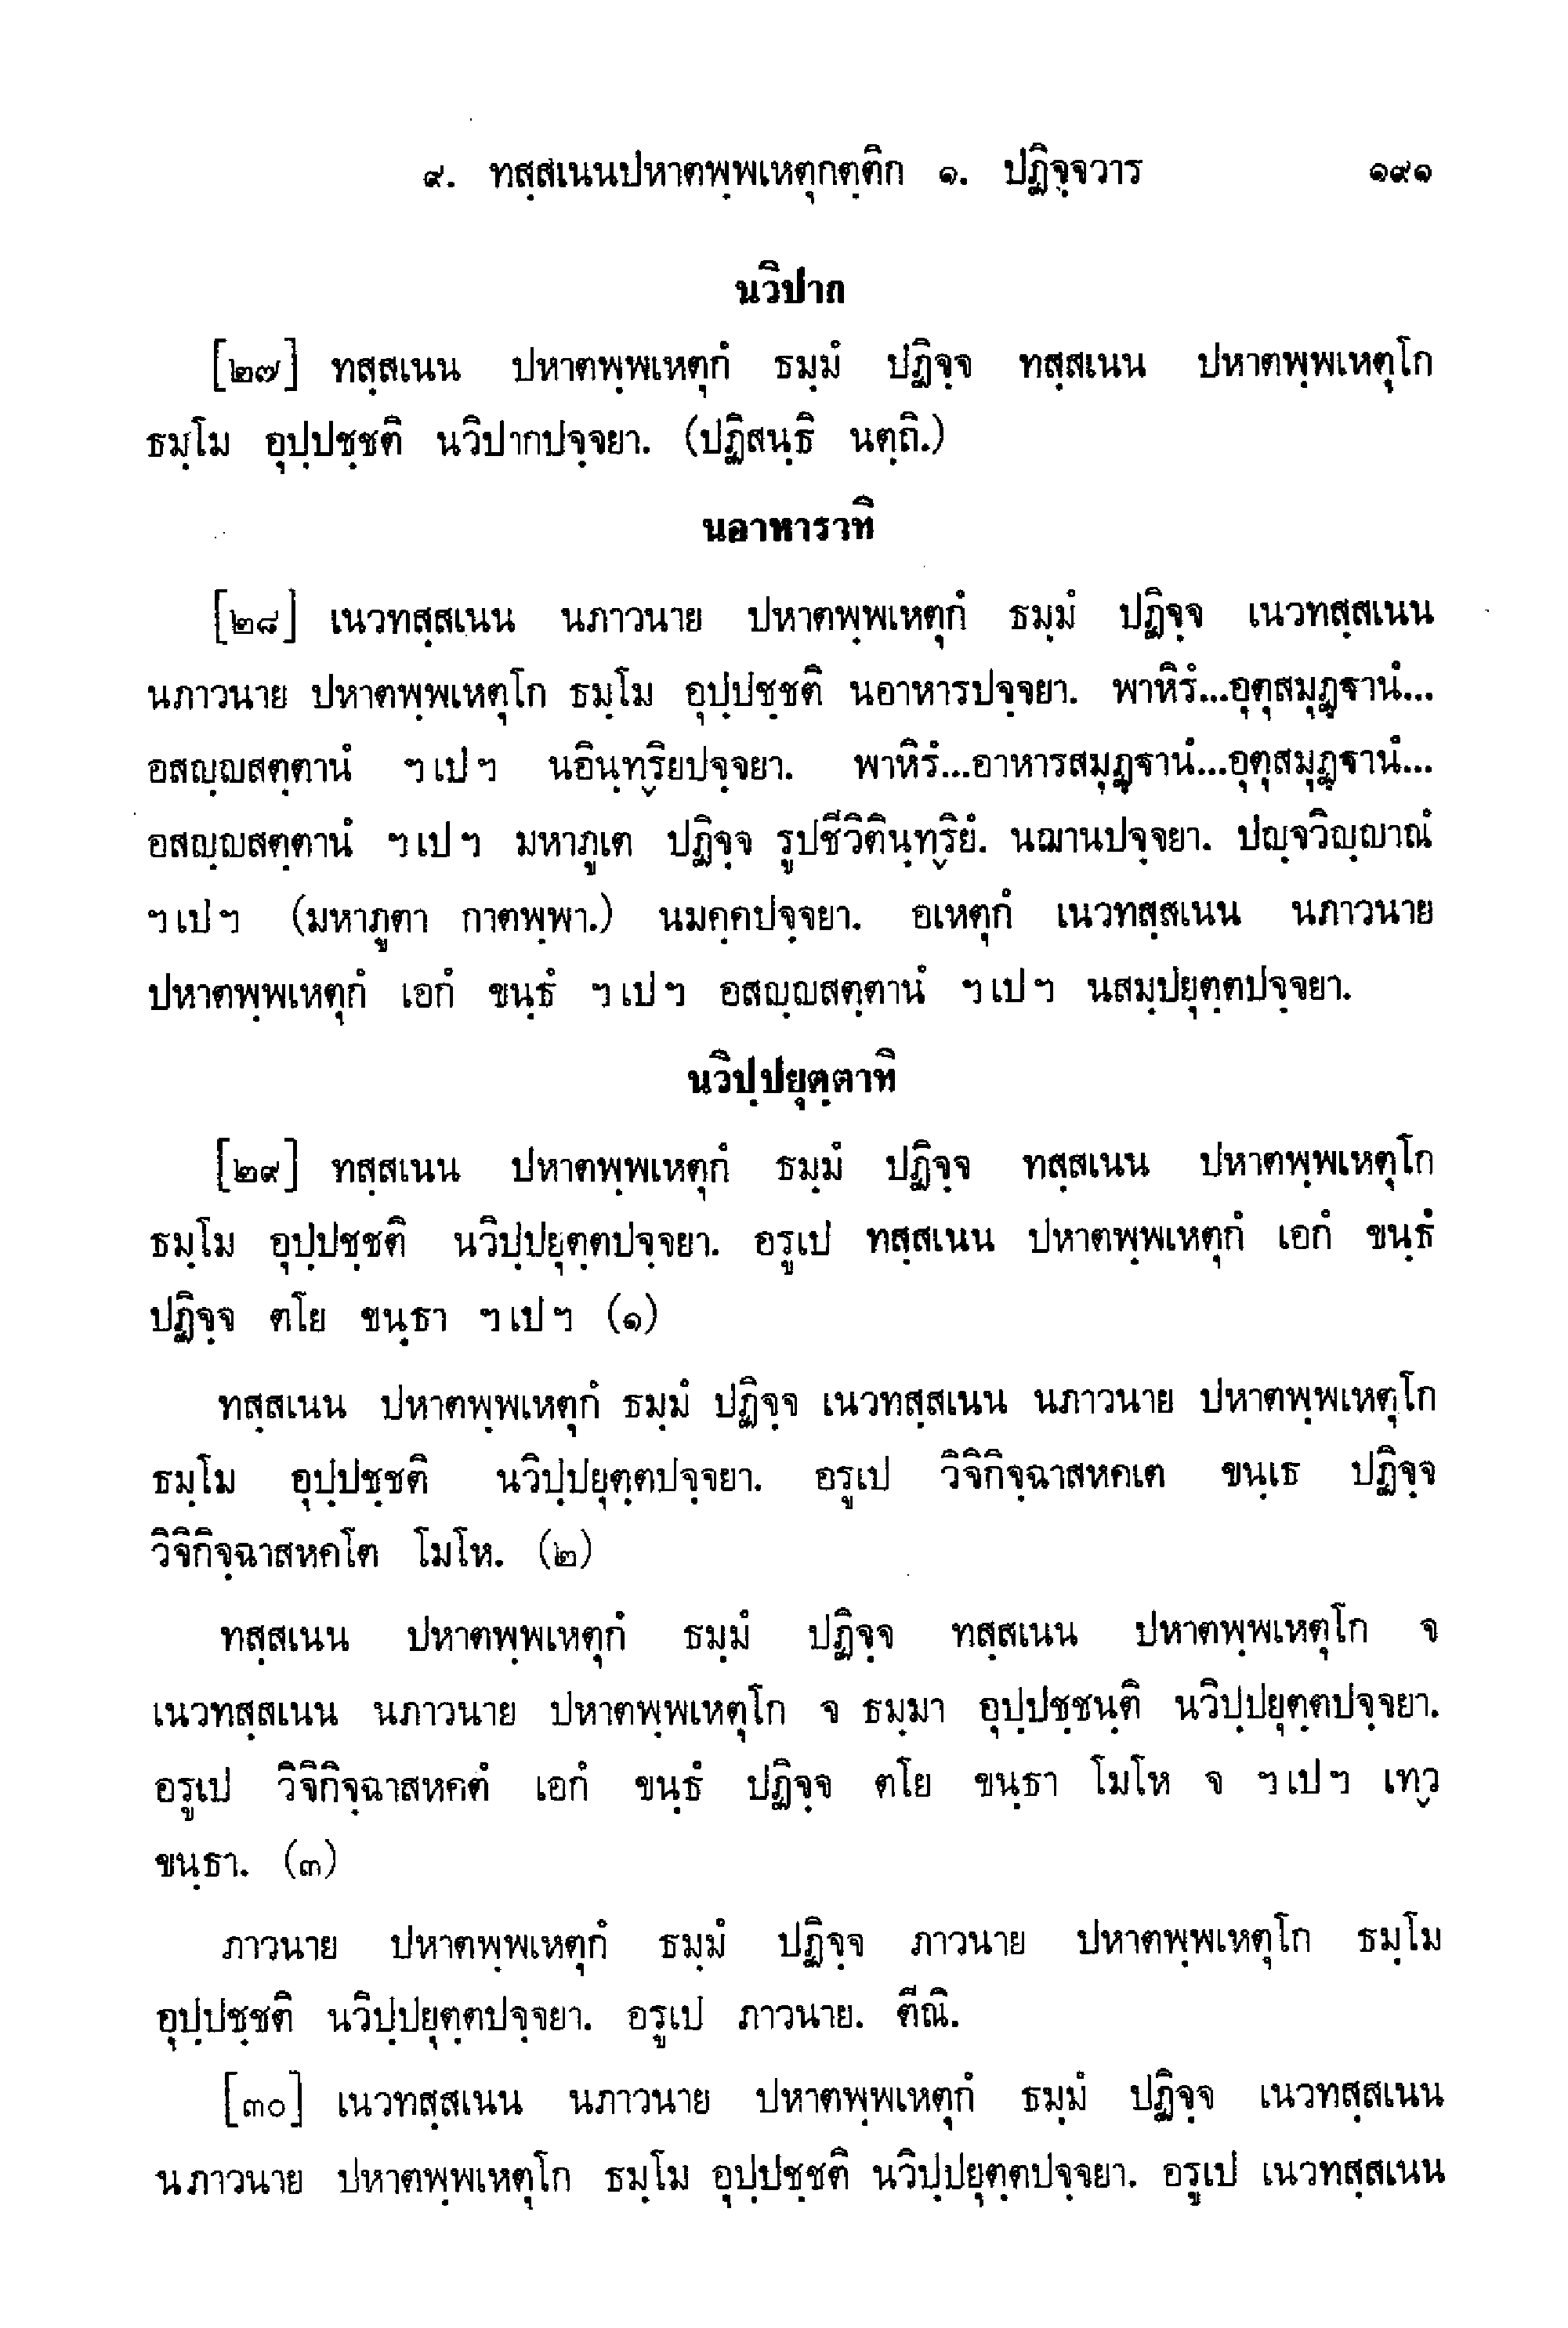 ๙. ทสฺสเนนปหาตพฺพเหตุกตฺติก ๑. ปฏิจฺจวาร ๑๙๑
นวิปาก
[๒๗] ทสฺสเนน ปหาตพฺพเหตุกํ ธมฺมํ ปฏิจฺจ ทสฺสเนน ปหาตพฺพเหตุโก
ธมฺโม อุปฺปชฺชติ นวิปากปจฺจยา. (ปฏิสนฺธิ นตฺถิ.)
นอาหารวทิ
[๒๘] เนวทสฺสเนน นภาวนาย ปหาตพฺพเหตุกํ ธมฺมํ ปฏิจฺจ เนวทสฺสเนน
นภาวนาย ปหาตพฺพเหตุโก ธมฺโม อุปฺปชฺชติ นอาหารปจฺจยา. พาหิรํ...อุตุสมุฏฺฐานํ...
อสญฺญสตฺตานํ ฯเปฯ นอินฺทฺริยปจฺจยา. พาหิรํ...อาหารสมุฏฺฐานํ...อุตุสมุฏฺฐานํ...
อสญฺญสตฺตานํ ฯเปฯ มหาภูเต ปฏิจฺจ รูปชีวิตินฺทฺริยํ. นฌานปจฺจยา. ปญฺจวิญฺญาณํ
ฯเปฯ (มหาภูตา กาตพฺพา.) นมคฺคปจฺจยา. อเหตุกํ เนวทสฺสเนน นภาวนาย
ปหาตพฺพเหตุกํ เอกํ ขนฺธํ ฯเปฯ อสญฺญสตฺตานํ ฯเปฯ นสมฺปยุตฺตปจฺจยา.
นวิปฺปยุตฺตาทิ
[๒๙] ทสฺสเนน ปหาตพฺพเหตุกํ ธมฺมํ ปฏิจฺจ ทสฺสเนน ปหาตพฺพเหตุโก
ธมฺโม อุปฺปชฺชติ นวิปฺปยุตฺตปจฺจยา. อรูเป ทสฺสเนน ปหาตพฺพเหตุกํ เอกํ ขนฺธํ
ปฏิจฺจ ตโย ขนฺธา ฯเปฯ (๑)
ทสฺสเนน ปหาตพฺพเหตุกํ ธมฺมํ ปฏิจฺจ เนวทสฺสเนน นภาวนาย ปหาตพฺพเหตุโก
ธมฺโม อุปฺปชฺชติ นวิปฺปยุตฺตปจฺจยา. อรูเป วิจิกิจฺฉาสหคเต ขนฺเธ ปฏิจฺจ
วิจิกิจฺฉาสหคโต โมโห. (๒)
ทสฺสเนน ปหาตพฺพเหตุกํ ธมฺมํ ปฏิจฺจ ทสฺสเนน ปหาตพฺพเหตุโก จ
เนวทสฺสเนน นภาวนาย ปหาตพฺพเหตุโก จ ธมฺมา อุปฺปชฺชนฺติ นวิปฺปยุตฺตปจฺจยา.
อรูเป วิจิกิจฺฉาสหคตํ เอกํ ขนฺธํ ปฏิจฺจ ตโย ขนฺธา โมโห จ ฯเปฯ เทฺว
ขนฺธา. (๓)
ภาวนาย ปหาตพฺพเหตุกํ ธมฺมํ ปฏิจฺจ ภาวนาย ปหาตพฺพเหตุโก ธมฺโม
อุปฺปชฺชติ นวิปฺปยุตฺตปจฺจยา. อรูเป ภาวนาย. ตีณิ.
[๓๐] เนวทสฺสเนน นภาวนาย ปหาตพฺพเหตุกํ ธมฺมํ ปฏิจฺจ เนวทสฺสเนน
นภาวนาย ปหาตพฺพเหตุโก ธมฺโม อุปฺปชฺชติ นวิปฺปยุตฺตปจฺจยา. อรูเป เนวทสฺสเนน